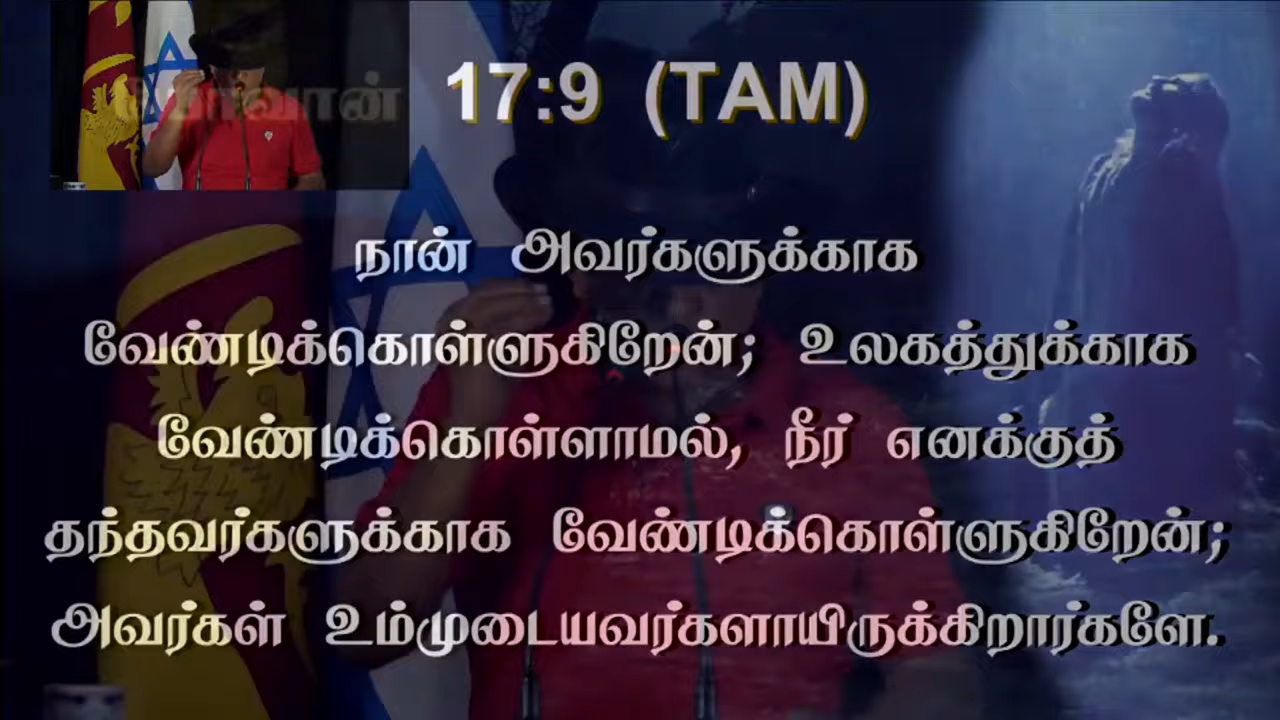 யோவான் 17:9 (TAM)
நான் அவர்களுக்காக
வேண்டிக்கொள்ளுகிறேன்; உலகத்துக்காக
வேண்டிக்கொள்ளாமல், நீர் எனக்குத்
தந்தவர்களுக்காக வேண்டிக்கொள்ளுகிறேன்;
அவர்கள் உம்முடையவர்களாயிருக்கிறார்களே.